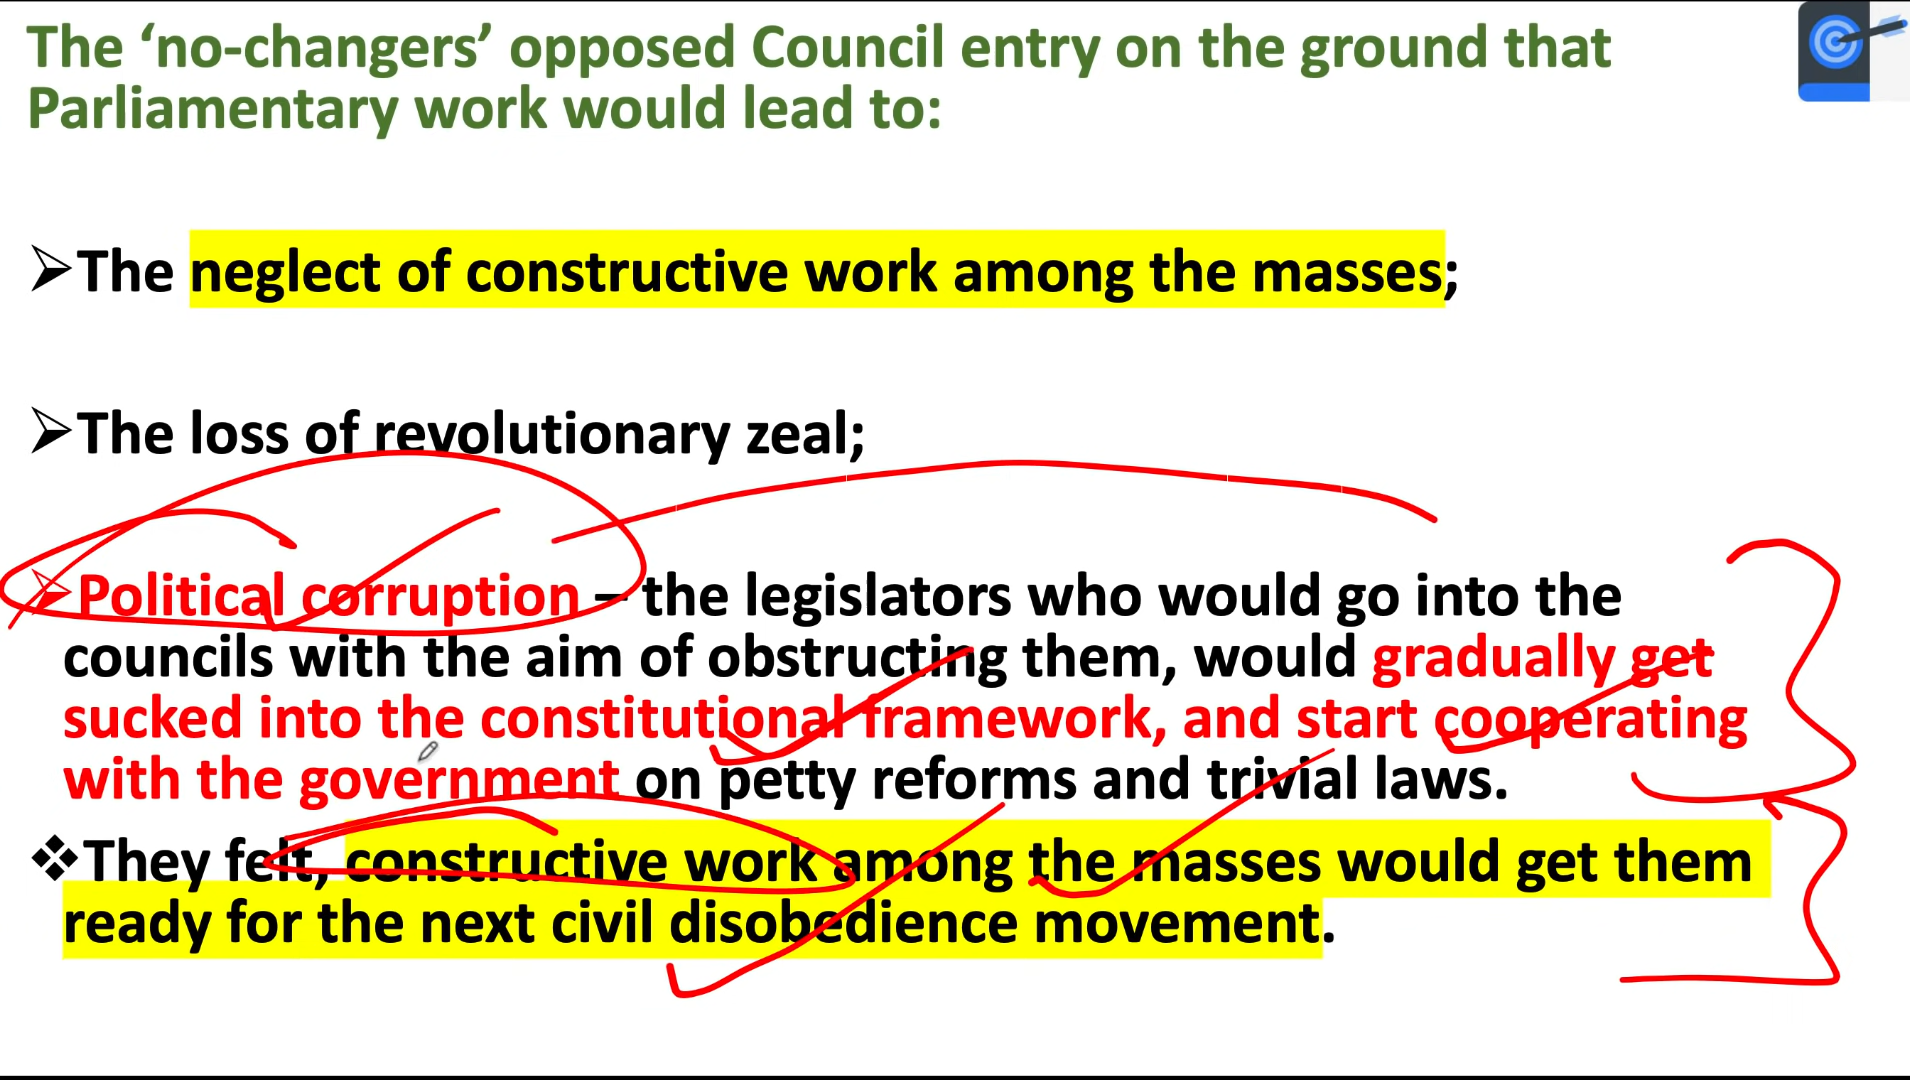 The ‘no-changers’ opposed Council entry on the ground that
Parliamentary work would lead to:
The neglect of constructive work among the masses;
The loss of revolutionary zeal;
Political corruption – the legislators who would go into the
councils with the aim of obstructing them, would gradually get
sucked into the constitutional framework, and start cooperating
with the government on petty reforms and trivial laws.
They felt, constructive work among the masses would get them
ready for the next civil disobedience movement.